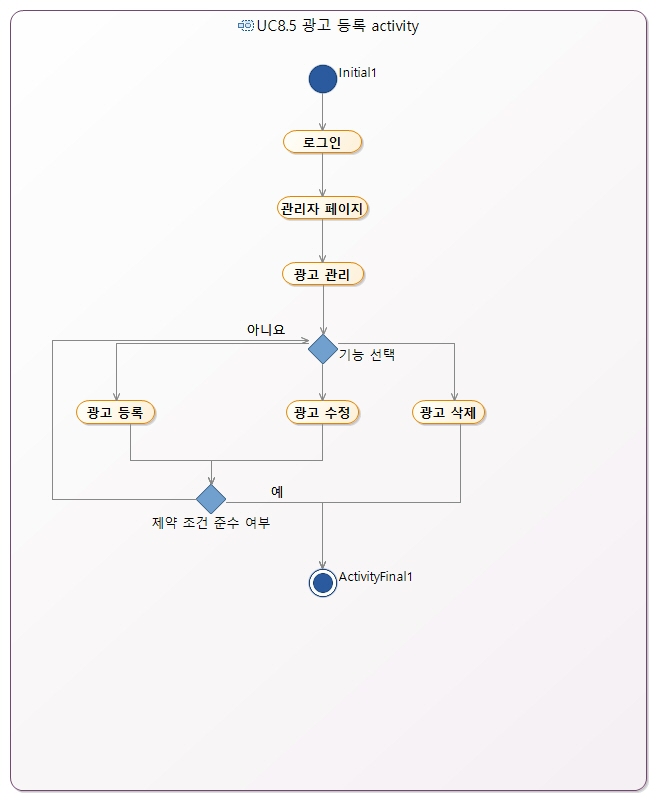 UC8.5 광고 등록 activity
Initial1
로그인
관리자 페이지
광고 관리
아니요
기능 선택
광고 등록
광고 수정
광고 삭제
예
제약 조건 준수 여부
ActivityFinal1